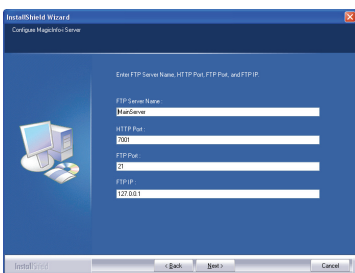 InstallShield Wizard
Configure MagicInfo-i Server
Enter FTP Server Name, HTTP Port, FTP Port, and FTP IP.
FTP Server Name :
MainServer
HTTP Port :
7001
FTP Port :
21
FTP IP :
127.0.0.1
InstallShield
< Back Next > Cancel